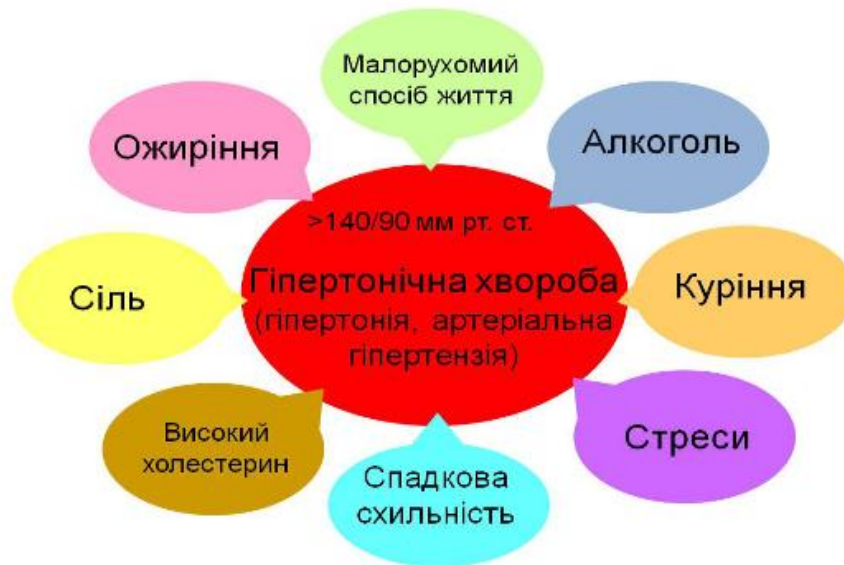 Малорухомий
спосіб життя
Ожиріння
Алкоголь
>140/90 мм рт. ст.
Гіпертонічна хвороба
(гіпертонія, артеріальна
гіпертензія)
Сіль
Куріння
Високий
холестерин
Стреси
Спадкова
схильність